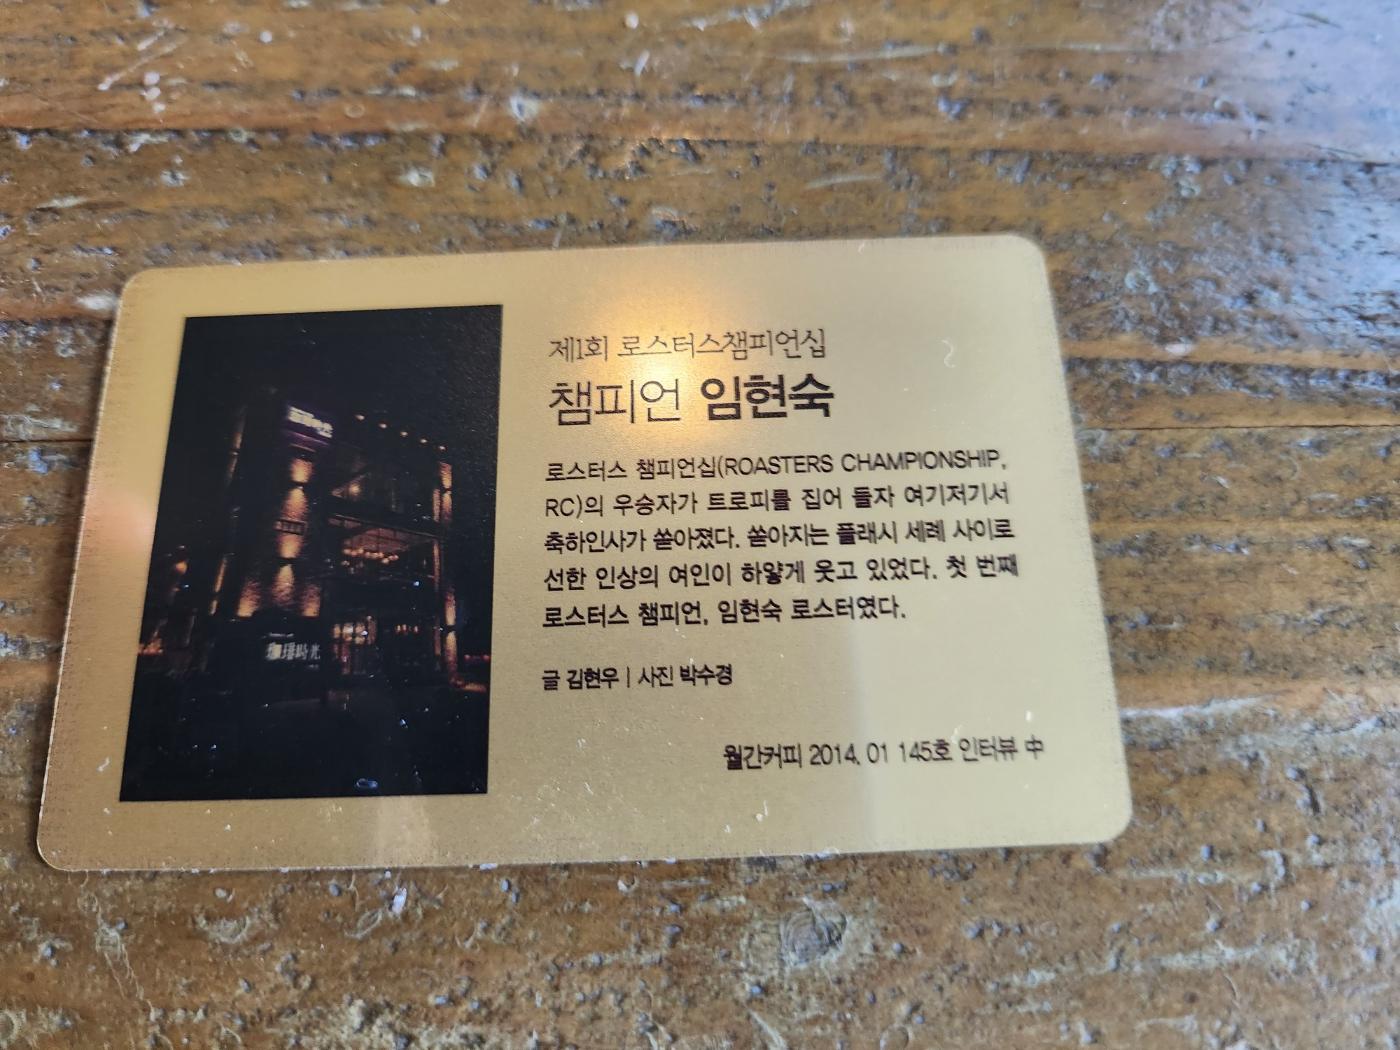 제1회 로스터스챔피언십
챔피언 임현숙
로스터스 챔피언십(ROASTERS CHAMPIONSHIP,
RC)의 우승자가 트로피를 집어 들자 여기저기서
축하인사가 쏟아졌다. 쏟아지는 플래시 세례 사이로
선한 인상의 여인이 하얗게 웃고 있었다. 첫 번째
로스터스 챔피언, 임현숙 로스터였다.
글 김현우 | 사진 박수경
월간커피 2014. 01 145호 인터뷰 中
珈琲時光